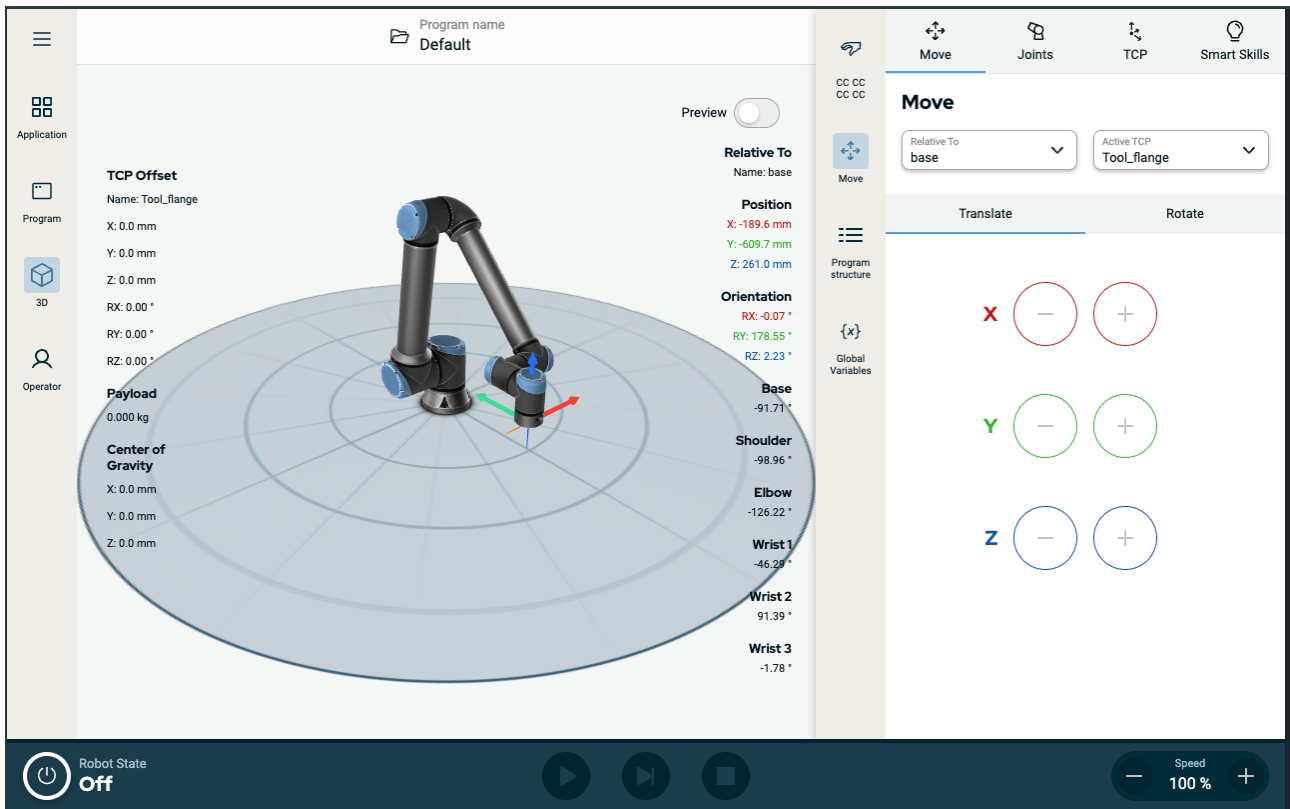 Program name
Default
Application
Program
3D
Operator
Preview
TCP Offset
Name: Tool_flange
X: 0.0 mm
Y: 0.0 mm
Z: 0.0 mm
RX: 0.00 °
RY: 0.00 °
RZ: 0.00 °
Payload
0.000 kg
Center of
Gravity
X: 0.0 mm
Y: 0.0 mm
Z: 0.0 mm
Relative To
Name: base
Position
X: -189.6 mm
Y: -609.7 mm
Z: 261.0 mm
Orientation
RX: -0.07 °
RY: 178.55 °
RZ: 2.23 °
Base
-91.71 °
Shoulder
-98.96 °
Elbow
-126.22 °
Wrist 1
-46.29 °
Wrist 2
91.39 °
Wrist 3
-1.78 °
CC CC
CC CC
Move
Program
structure
{x}
Global
Variables
Move
Joints
TCP
Smart Skills
Move
Relative To
base
Active TCP
Tool_flange
Translate
Rotate
X − +
Y − +
Z − +
Robot State
Off
Speed
− 100 % +